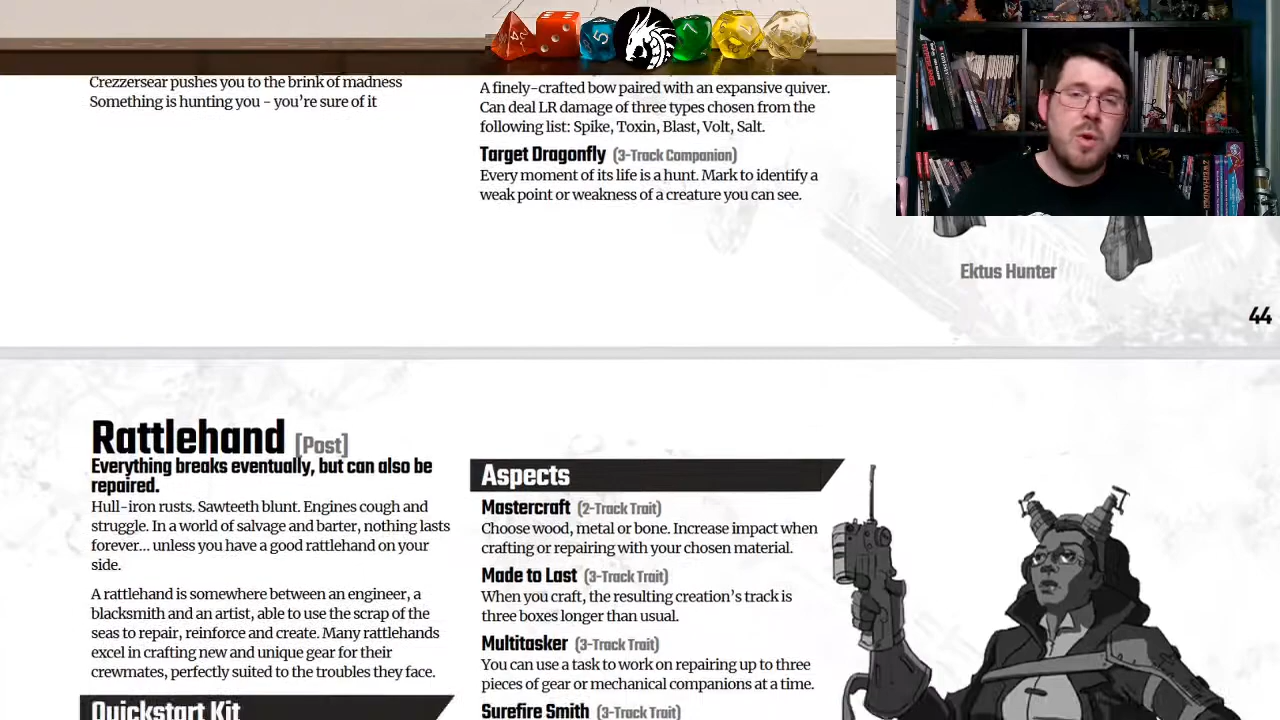 Crezzersear pushes you to the brink of madness
Something is hunting you - you're sure of it
A finely-crafted bow paired with an expansive quiver.
Can deal LR damage of three types chosen from the
following list: Spike, Toxin, Blast, Volt, Salt.
Target Dragonfly (3-Track Companion)
Every moment of its life is a hunt. Mark to identify a
weak point or weakness of a creature you can see.
Ektus Hunter
44
Rattlehand [Post]
Everything breaks eventually, but can also be
repaired.
Hull-iron rusts. Sawteeth blunt. Engines cough and
struggle. In a world of salvage and barter, nothing lasts
forever... unless you have a good rattlehand on your
side.
A rattlehand is somewhere between an engineer, a
blacksmith and an artist, able to use the scrap of the
seas to repair, reinforce and create. Many rattlehands
excel in crafting new and unique gear for their
crewmates, perfectly suited to the troubles they face.
Quickstart Kit
Aspects
Mastercraft (2-Track Trait)
Choose wood, metal or bone. Increase impact when
crafting or repairing with your chosen material.
Made to Last (3-Track Trait)
When you craft, the resulting creation's track is
three boxes longer than usual.
Multitasker (3-Track Trait)
You can use a task to work on repairing up to three
pieces of gear or mechanical companions at a time.
Surefire Smith (3-Track Trait)